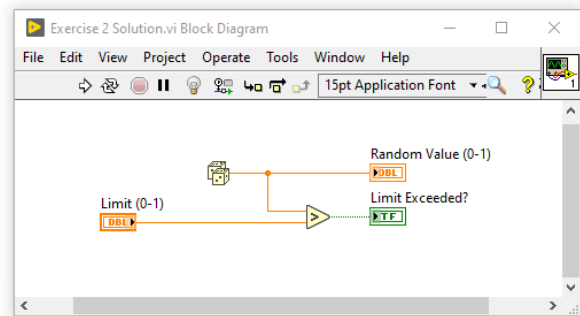 Exercise 2 Solution.vi Block Diagram
File Edit View Project Operate Tools Window Help
15pt Application Font
1
Random Value (0-1)
DBL
Limit (0-1)
DBL
Limit Exceeded?
TF